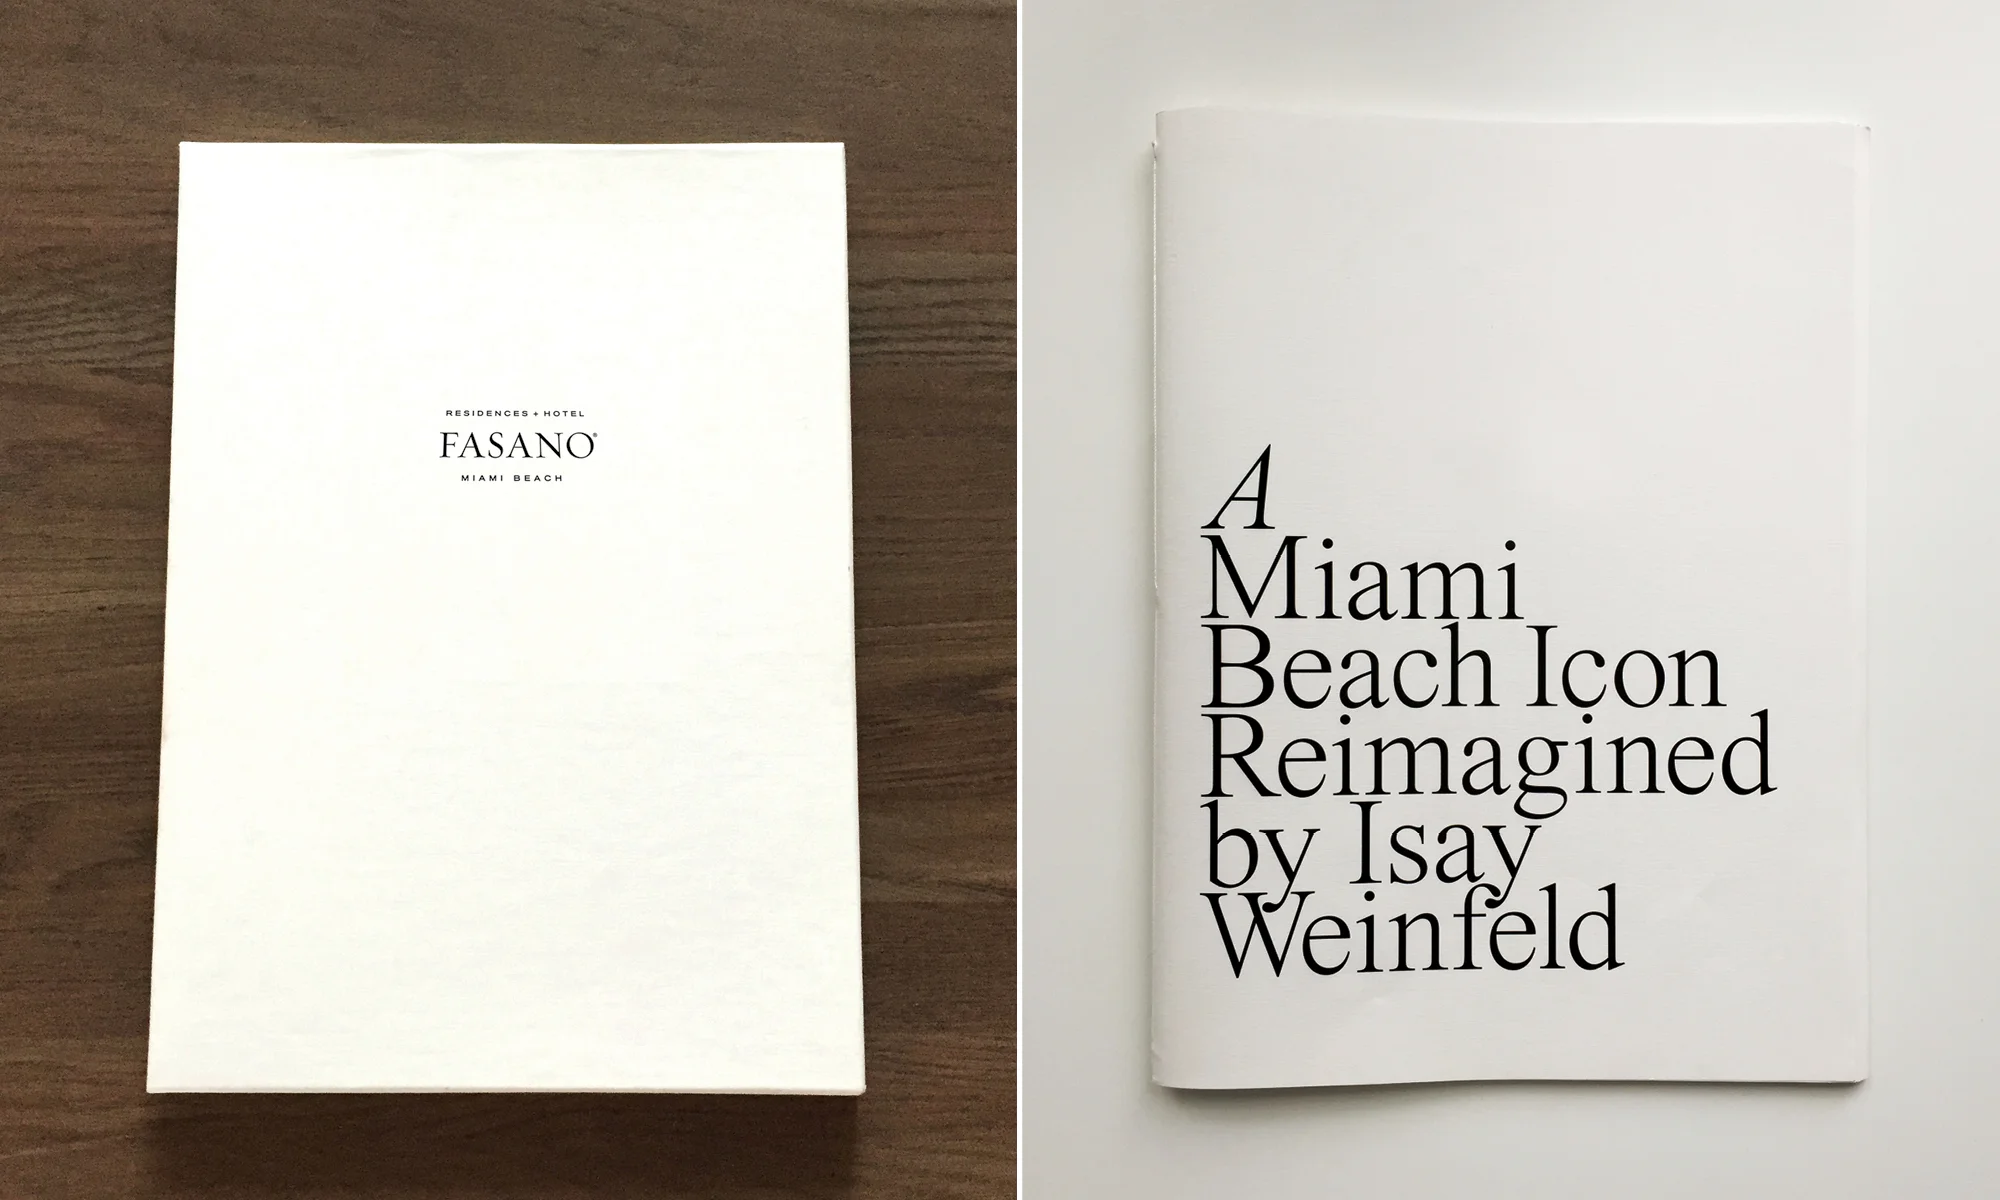 RESIDENCES + HOTEL
FASANO®
MIAMI BEACH
A
Miami
Beach Icon
Reimagined
by Isay
Weinfeld